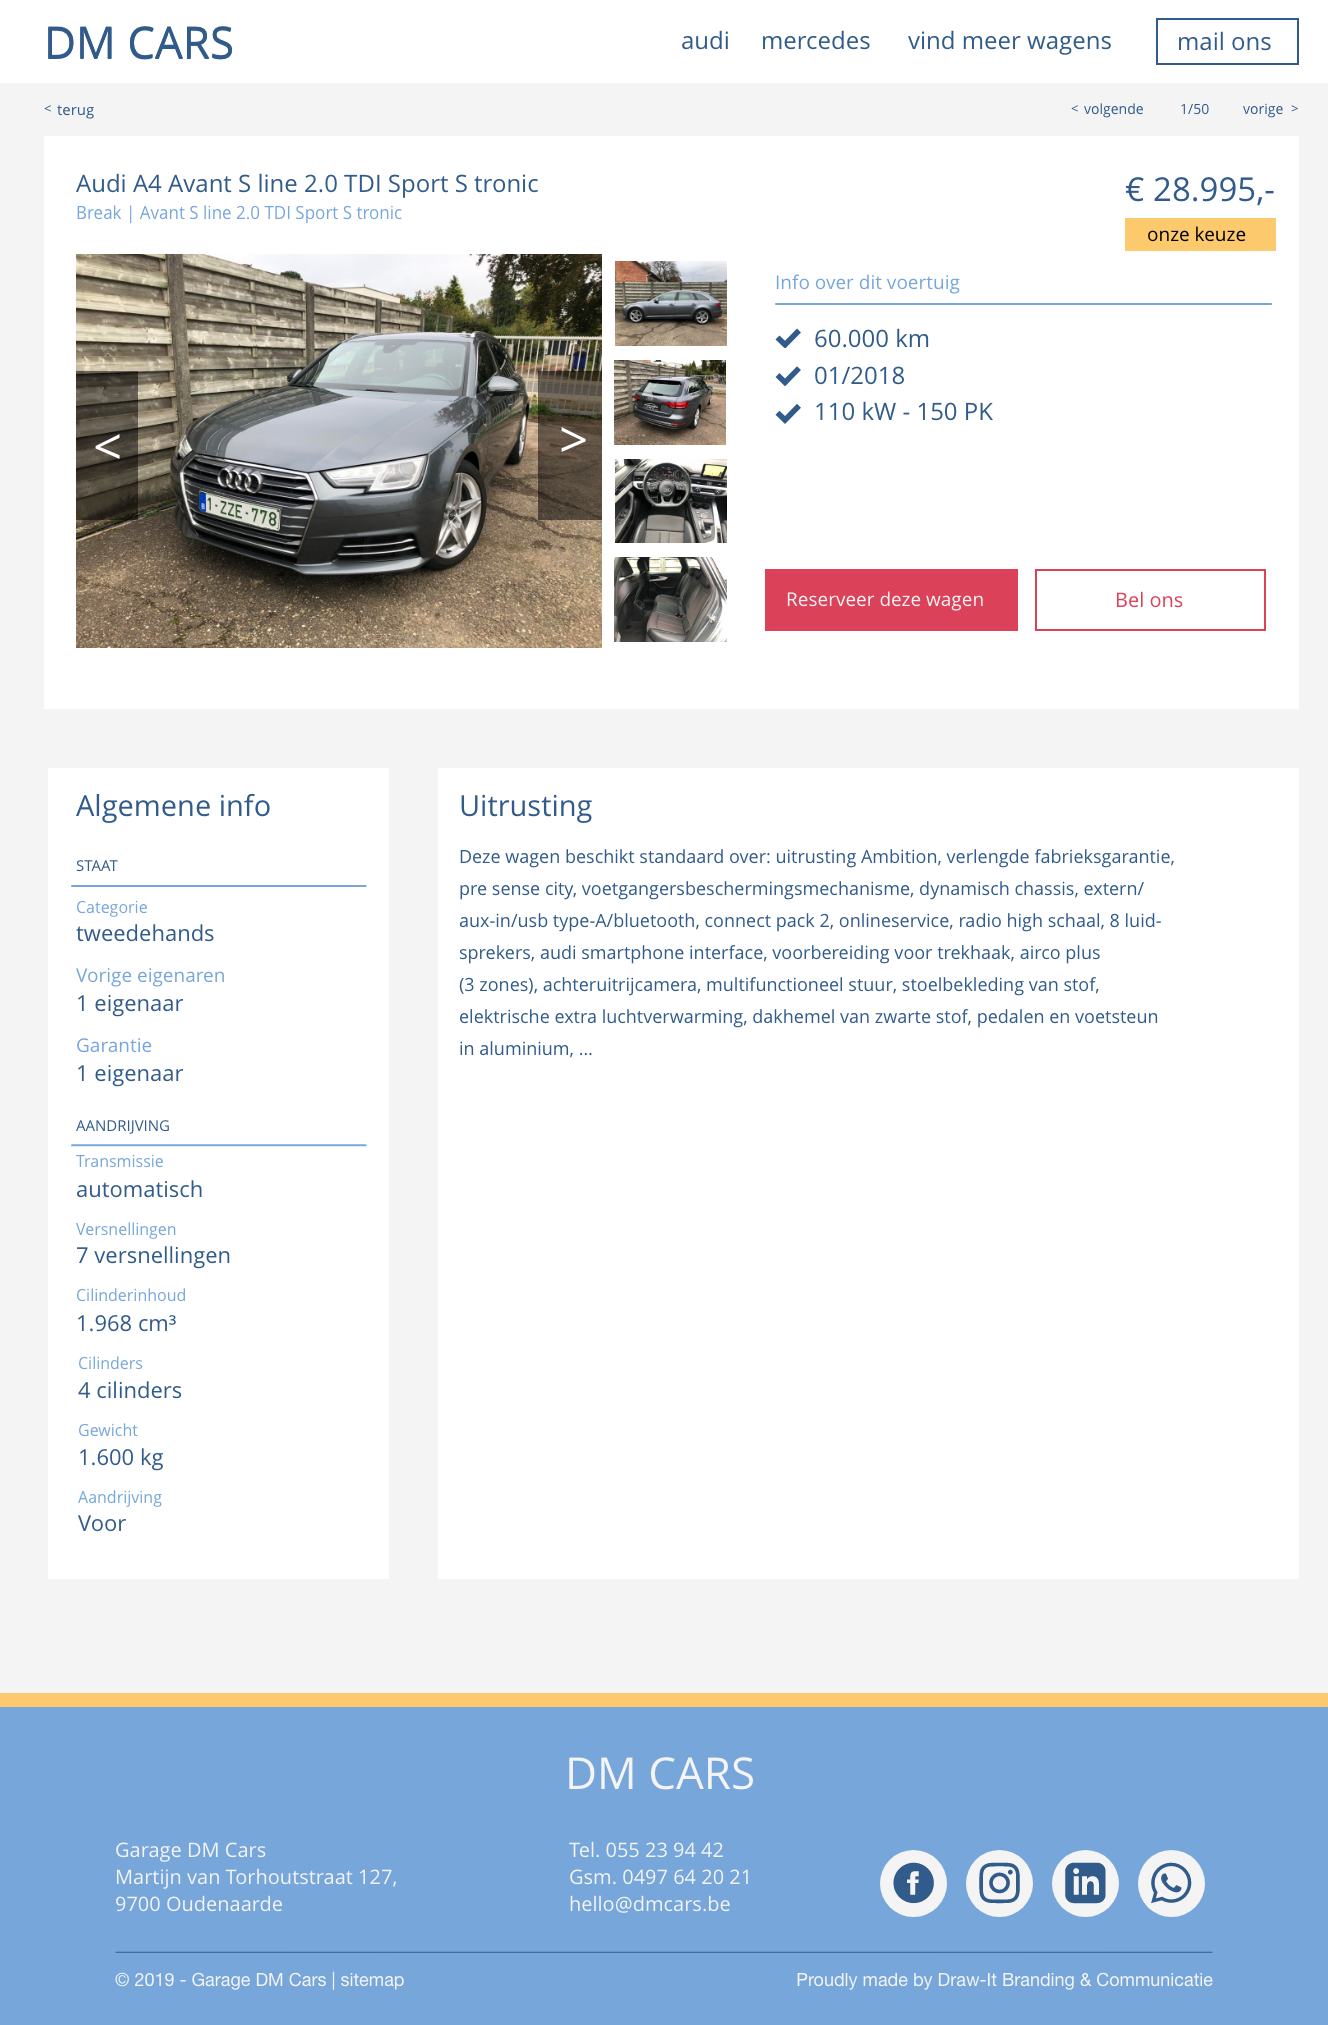 DM CARS
audi mercedes vind meer wagens mail ons
< terug
< volgende 1/50 vorige >
Audi A4 Avant S line 2.0 TDI Sport S tronic
Break | Avant S line 2.0 TDI Sport S tronic
€ 28.995,-
onze keuze
Info over dit voertuig
60.000 km
01/2018
110 kW - 150 PK
<
>
1-ZZE-778
Reserveer deze wagen
Bel ons
Algemene info
STAAT
Categorie
tweedehands
Vorige eigenaren
1 eigenaar
Garantie
1 eigenaar
AANDRIJVING
Transmissie
automatisch
Versnellingen
7 versnellingen
Cilinderinhoud
1.968 cm³
Cilinders
4 cilinders
Gewicht
1.600 kg
Aandrijving
Voor
Uitrusting
Deze wagen beschikt standaard over: uitrusting Ambition, verlengde fabrieksgarantie,
pre sense city, voetgangersbeschermingsmechanisme, dynamisch chassis, extern/
aux-in/usb type-A/bluetooth, connect pack 2, onlineservice, radio high schaal, 8 luid-
sprekers, audi smartphone interface, voorbereiding voor trekhaak, airco plus
(3 zones), achteruitrijcamera, multifunctioneel stuur, stoelbekleding van stof,
elektrische extra luchtverwarming, dakhemel van zwarte stof, pedalen en voetsteun
in aluminium, ...
DM CARS
Garage DM Cars
Martijn van Torhoutstraat 127,
9700 Oudenaarde
Tel. 055 23 94 42
Gsm. 0497 64 20 21
hello@dmcars.be
© 2019 - Garage DM Cars | sitemap
Proudly made by Draw-It Branding & Communicatie